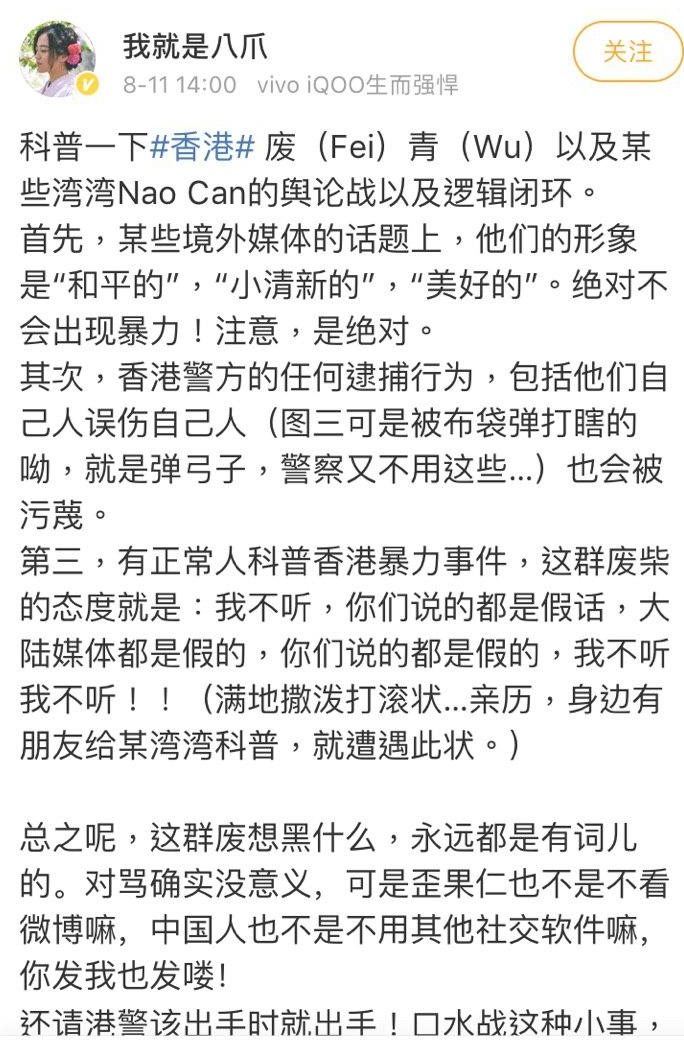 我就是八爪
关注
8-11 14:00 vivo iQOO生而强悍
科普一下#香港# 废（Fei）青（Wu）以及某
些湾湾Nao Can的舆论战以及逻辑闭环。
首先，某些境外媒体的话题上，他们的形象
是“和平的”，“小清新的”，“美好的”。绝对不
会出现暴力！注意，是绝对。
其次，香港警方的任何逮捕行为，包括他们自
己人误伤自己人（图三可是被布袋弹打瞎的
呦，就是弹弓子，警察又不用这些...）也会被
污蔑。
第三，有正常人科普香港暴力事件，这群废柴
的态度就是：我不听，你们说的都是假话，大
陆媒体都是假的，你们说的都是假的，我不听
我不听！！（满地撒泼打滚状...亲历，身边有
朋友给某湾湾科普，就遭遇此状。）
总之呢，这群废想黑什么，永远都是有词儿
的。对骂确实没意义，可是歪果仁也不是不看
微博嘛，中国人也不是不用其他社交软件嘛，
你发我也发喽！
还请港警该出手时就出手！口水战这种小事，